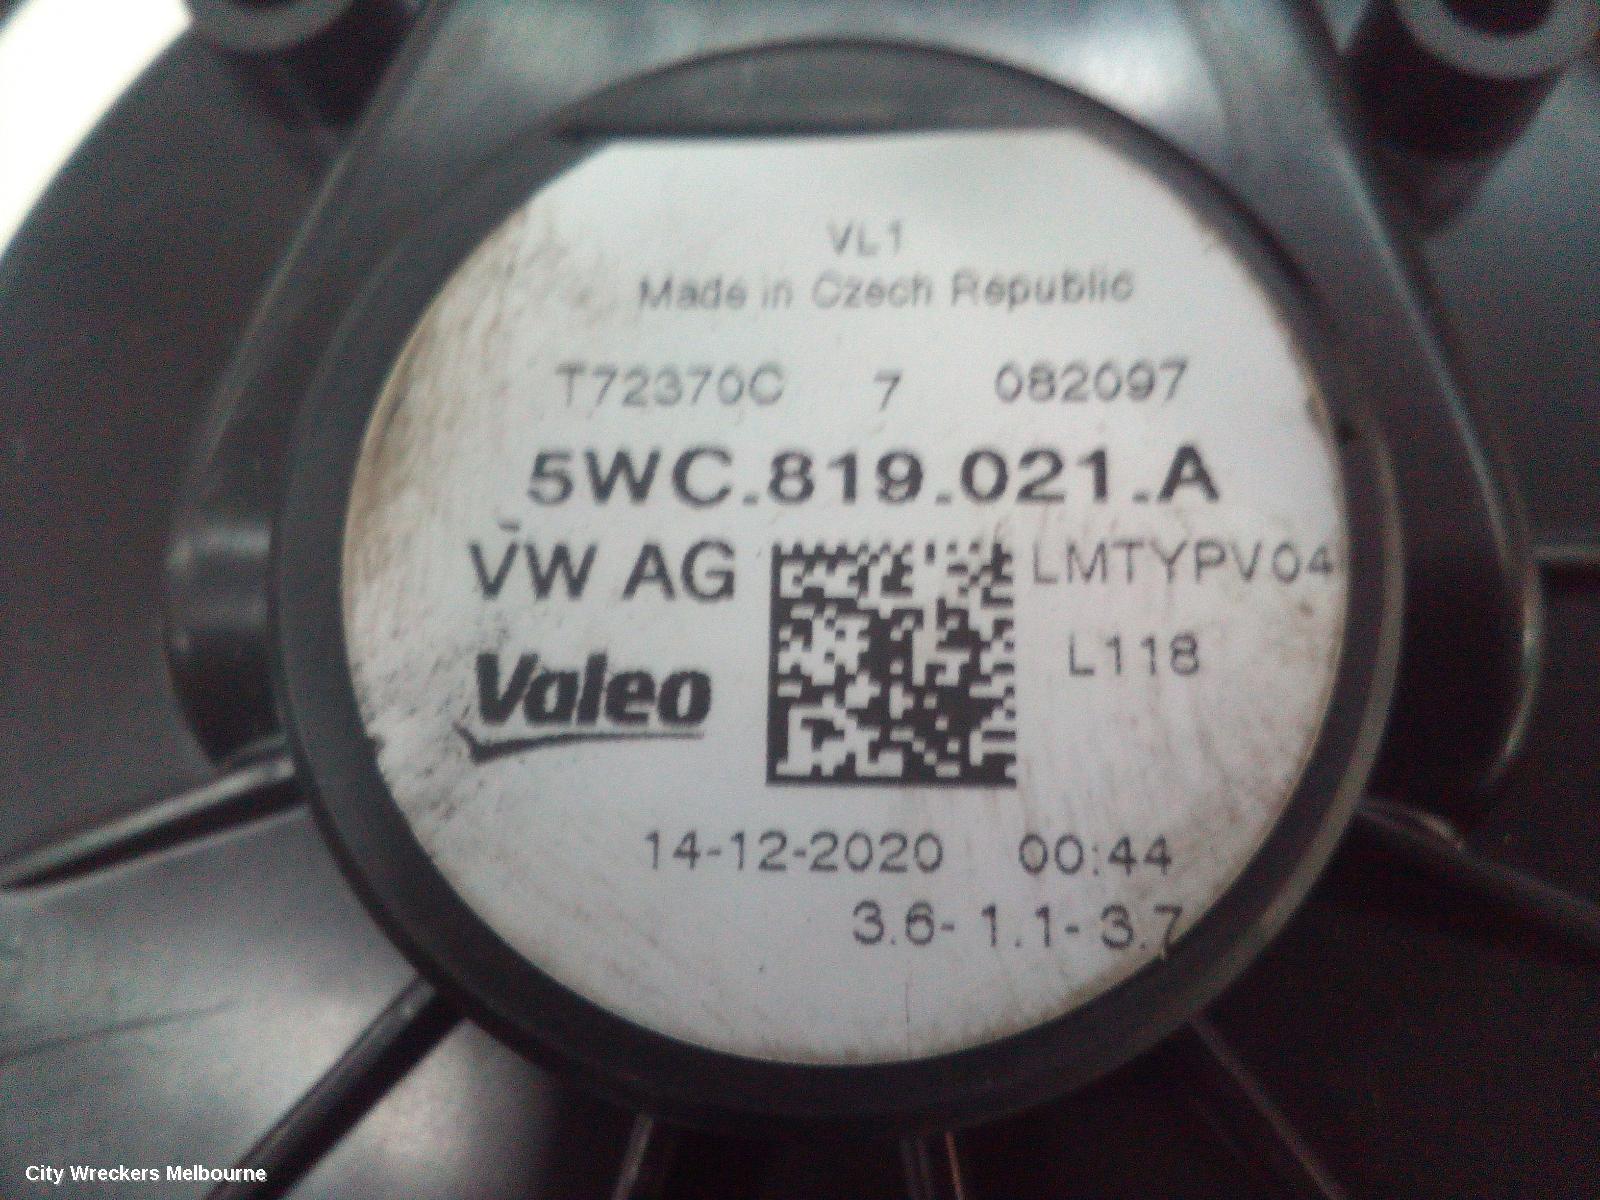 VL1
Made in Czech Republic
T72370C 7 082097
5WC.819.021.A
VW AG
LMTYPV04
L118
Valeo
14-12-2020 00:44
3.6- 1.1- 3.7
City Wreckers Melbourne